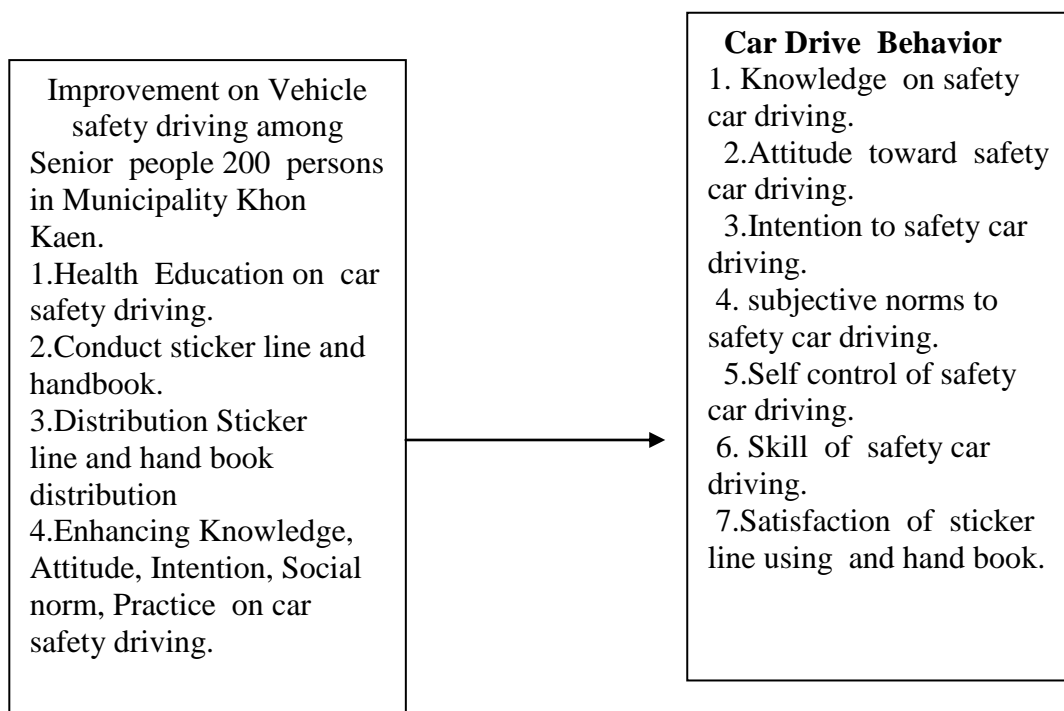 Improvement on Vehicle
safety driving among
Senior people 200 persons
in Municipality Khon
Kaen.
1.Health Education on car
safety driving.
2.Conduct sticker line and
handbook.
3.Distribution Sticker
line and hand book
distribution
4.Enhancing Knowledge,
Attitude, Intention, Social
norm, Practice on car
safety driving.
Car Drive Behavior
1. Knowledge on safety
car driving.
2.Attitude toward safety
car driving.
3.Intention to safety car
driving.
4. subjective norms to
safety car driving.
5.Self control of safety
car driving.
6. Skill of safety car
driving.
7.Satisfaction of sticker
line using and hand book.